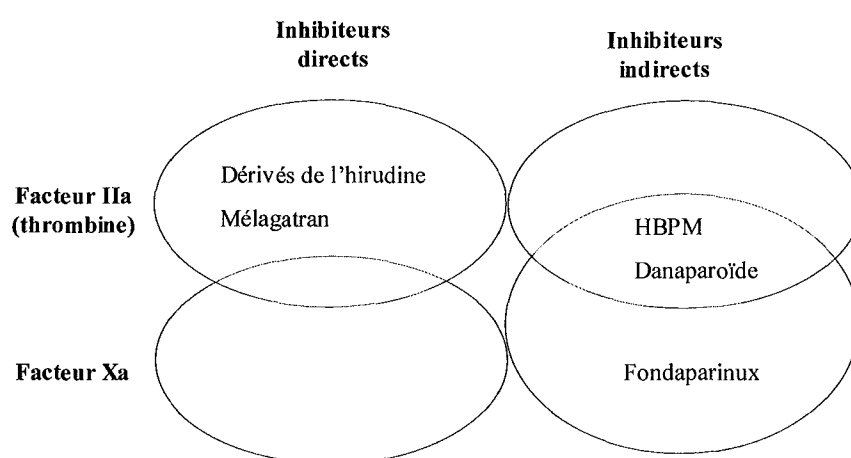 Inhibiteurs
directs
Inhibiteurs
indirects
Facteur IIa
(thrombine)
Dérivés de l'hirudine
Mélagatran
HBPM
Danaparoïde
Facteur Xa
Fondaparinux